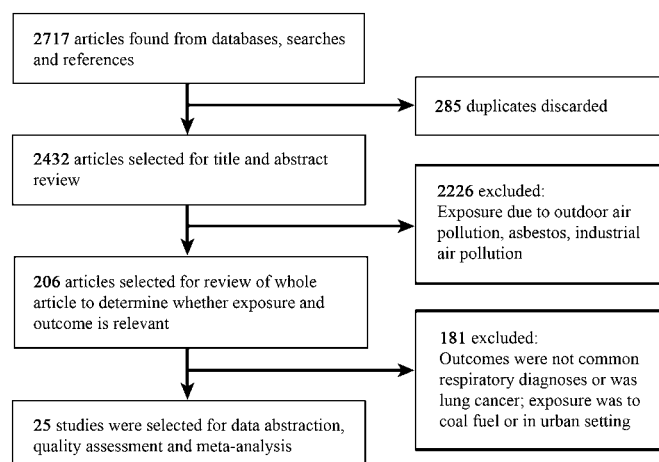 2717 articles found from databases, searches
and references
285 duplicates discarded
2432 articles selected for title and abstract
review
2226 excluded:
Exposure due to outdoor air
pollution, asbestos, industrial
air pollution
206 articles selected for review of whole
article to determine whether exposure and
outcome is relevant
181 excluded:
Outcomes were not common
respiratory diagnoses or was
lung cancer; exposure was to
coal fuel or in urban setting
25 studies were selected for data abstraction,
quality assessment and meta-analysis